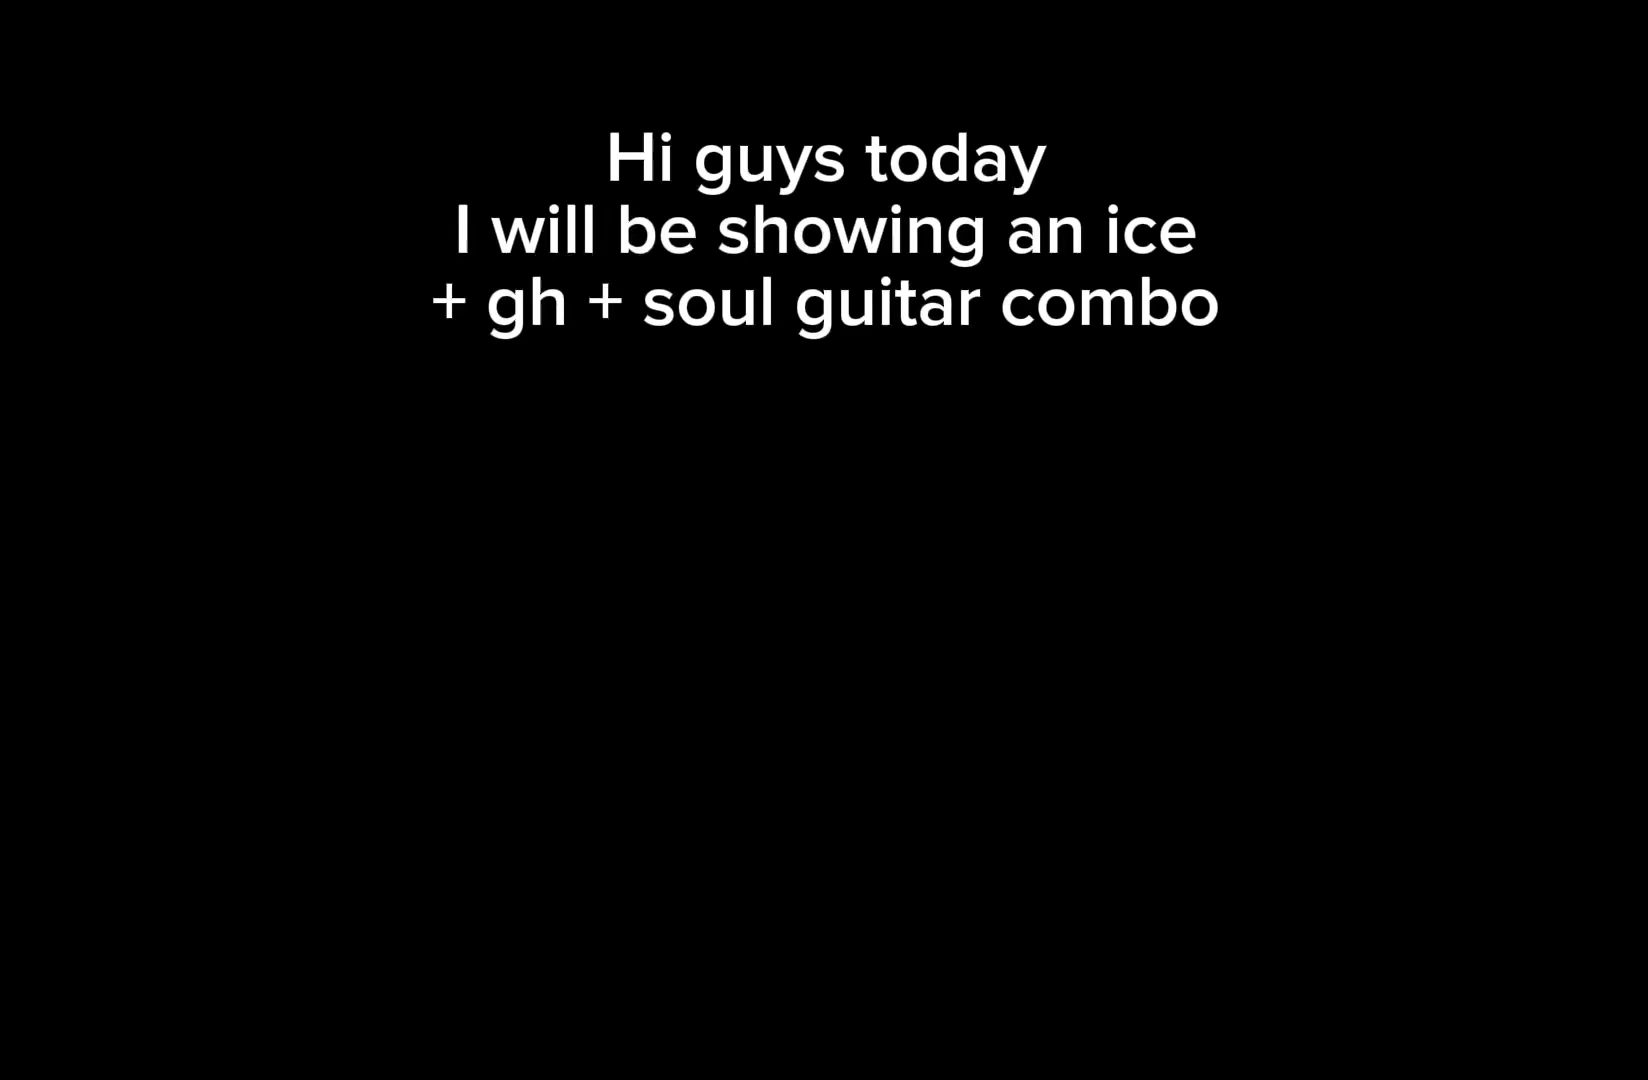 Hi guys today
I will be showing an ice
+ gh + soul guitar combo